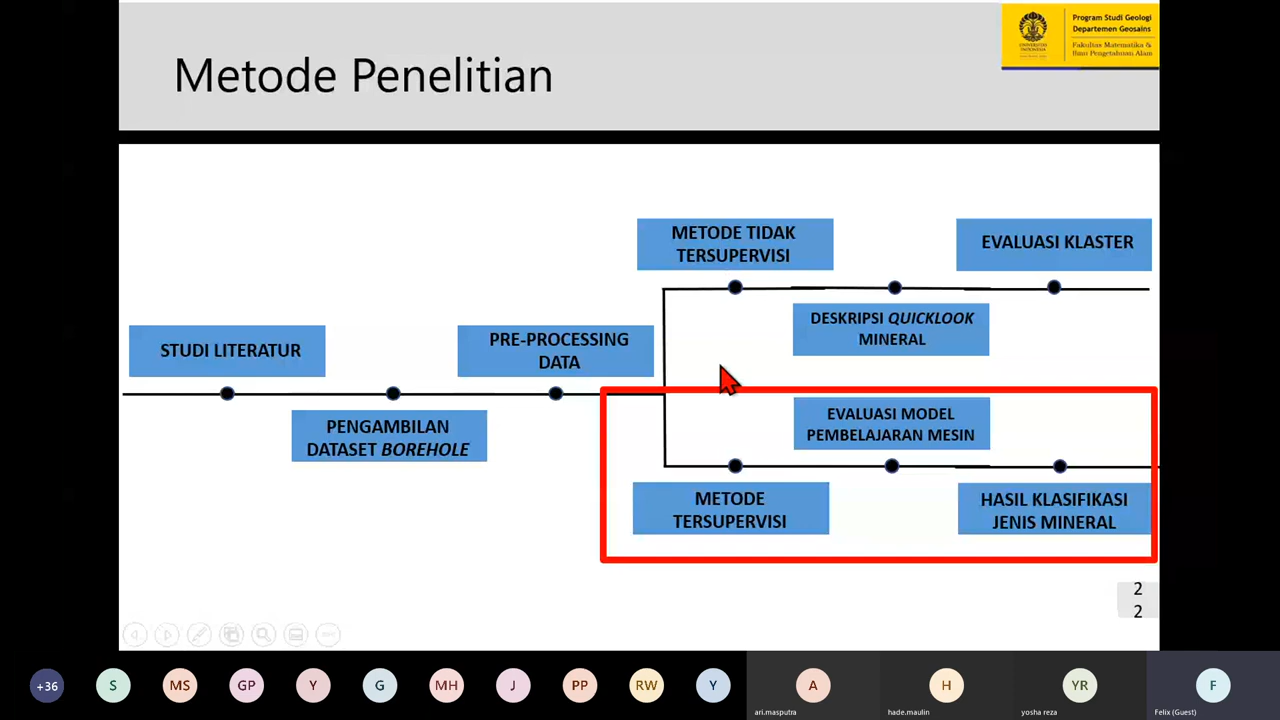 Metode Penelitian
UNIVERSITAS
INDONESIA
Program Studi Geologi
Departemen Geosains
Fakultas Matematika &
Ilmu Pengetahuan Alam
METODE TIDAK
TERSUPERVISI
EVALUASI KLASTER
DESKRIPSI QUICKLOOK
MINERAL
STUDI LITERATUR
PRE-PROCESSING
DATA
PENGAMBILAN
DATASET BOREHOLE
EVALUASI MODEL
PEMBELAJARAN MESIN
METODE
TERSUPERVISI
HASIL KLASIFIKASI
JENIS MINERAL
2
2
+36
S
MS
GP
Y
G
MH
J
PP
RW
Y
A
H
YR
F
ari.masputra
hade.maulin
yosha reza
Felix (Guest)